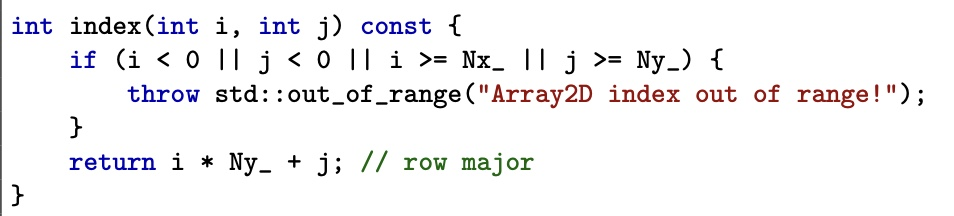 int index(int i, int j) const {
    if (i < 0 || j < 0 || i >= Nx_ || j >= Ny_) {
        throw std::out_of_range("Array2D index out of range!");
    }
    return i * Ny_ + j; // row major
}